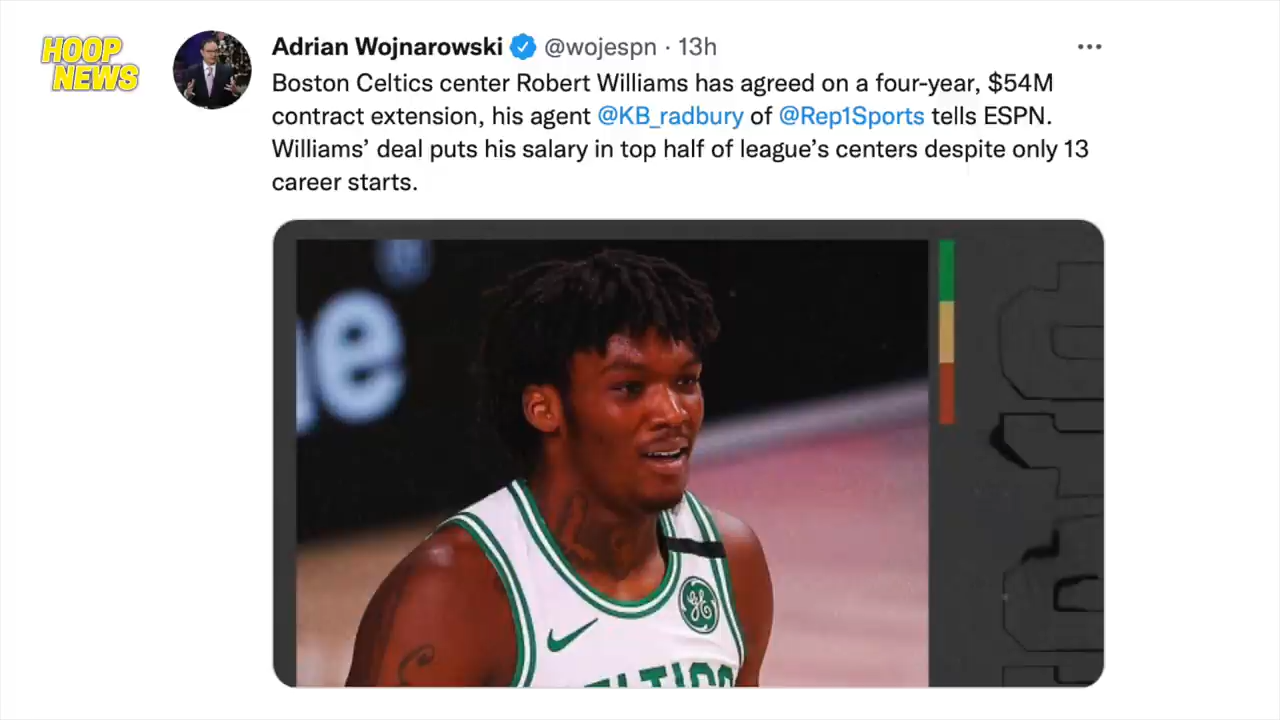 HOOP
NEWS
Adrian Wojnarowski @wojespn · 13h
Boston Celtics center Robert Williams has agreed on a four-year, $54M
contract extension, his agent @KB_radbury of @Rep1Sports tells ESPN.
Williams’ deal puts his salary in top half of league’s centers despite only 13
career starts.
e
GE
CELTICS